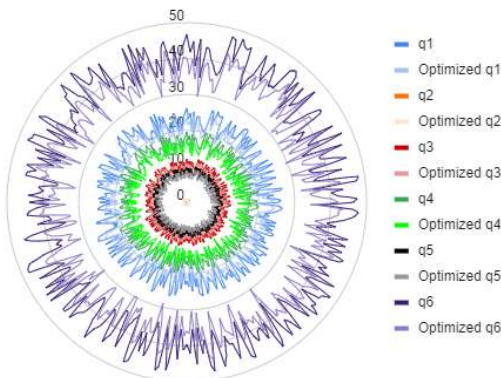 50
40
30
20
10
0
q1
Optimized q1
q2
Optimized q2
q3
Optimized q3
q4
Optimized q4
q5
Optimized q5
q6
Optimized q6